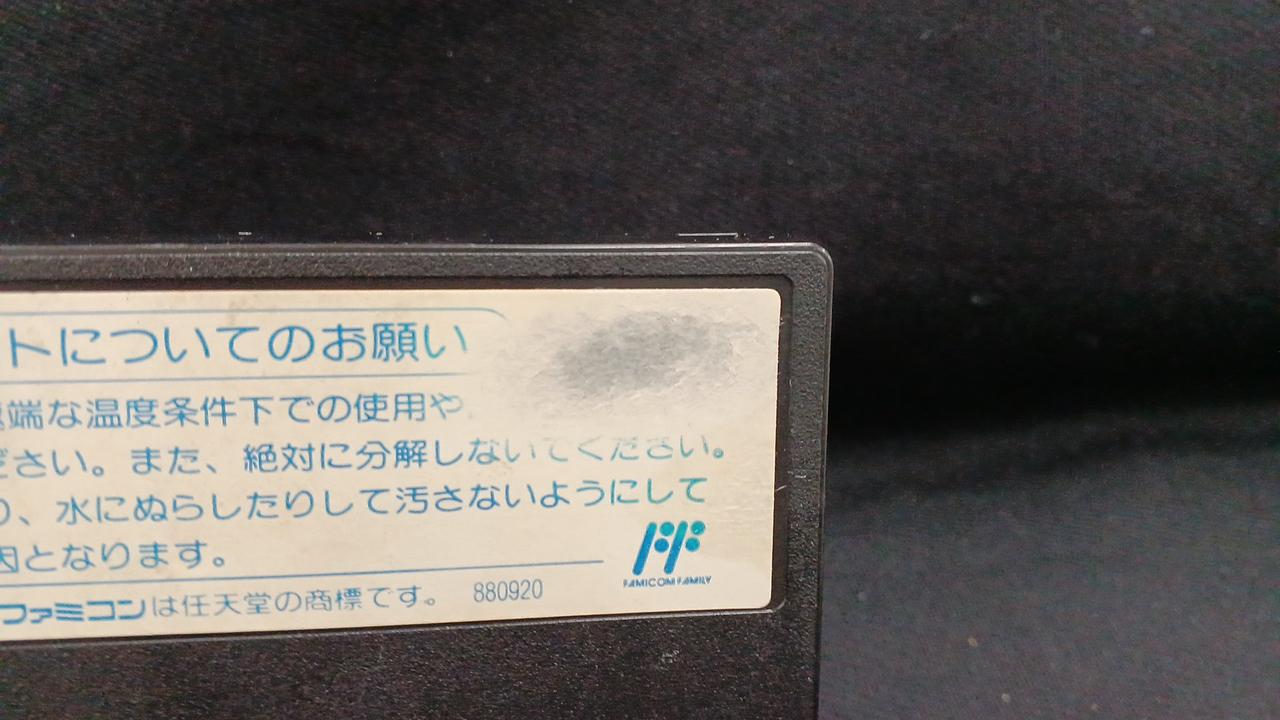 トについてのお願い
端な温度条件下での使用や
ださい。また、絶対に分解しないでください。
、水にぬらしたりして汚さないようにして
因となります。
ファミコンは任天堂の商標です。 880920
FAMICOM FAMILY